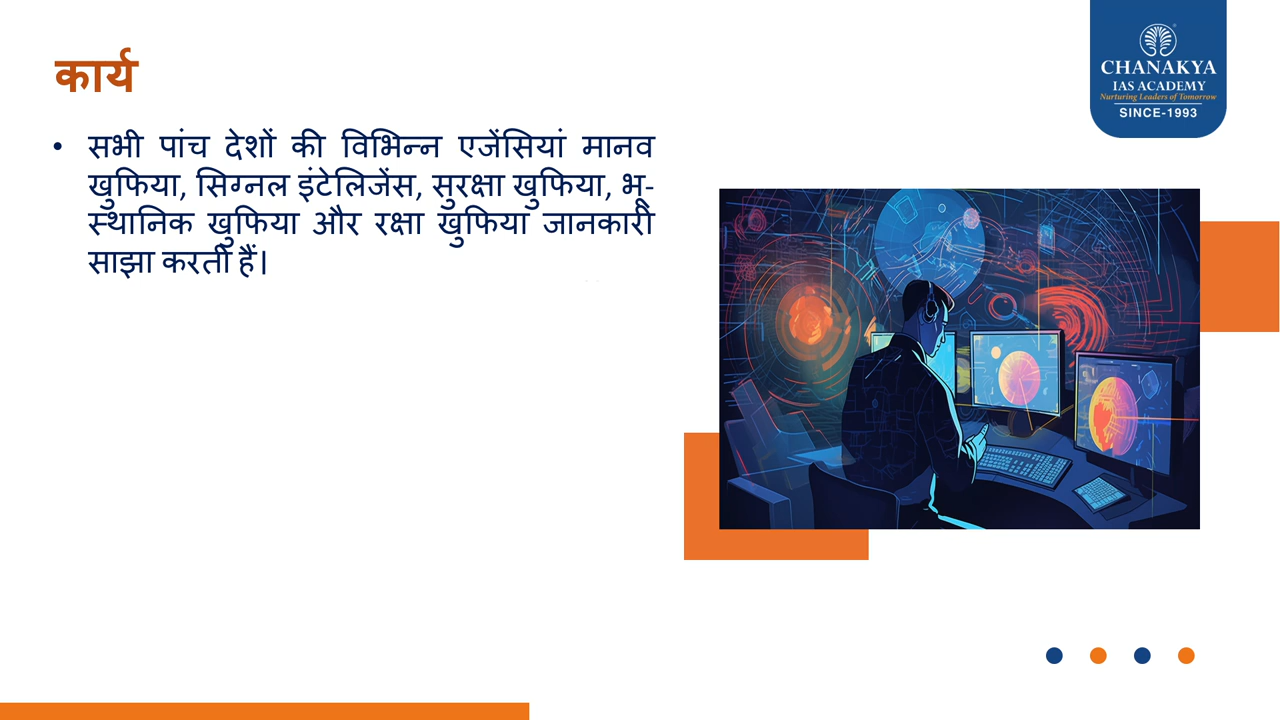 कार्य
CHANAKYA
IAS ACADEMY
Nurturing Leaders of Tomorrow
SINCE-1993
• सभी पांच देशों की विभिन्न एजेंसियां मानव
खुफिया, सिग्नल इंटेलिजेंस, सुरक्षा खुफिया, भू-
स्थानिक खुफिया और रक्षा खुफिया जानकारी
साझा करती हैं।